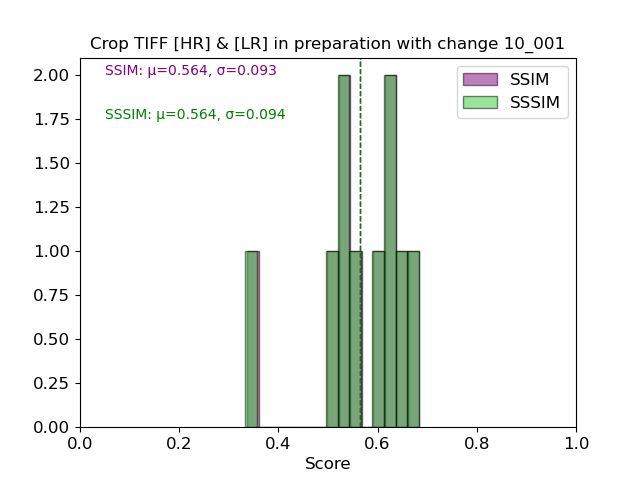 Crop TIFF [HR] & [LR] in preparation with change 10_001
SSIM: μ=0.564, σ=0.093
SSSIM: μ=0.564, σ=0.094
SSIM
SSSIM
2.00
1.75
1.50
1.25
1.00
0.75
0.50
0.25
0.00
0.0 0.2 0.4 0.6 0.8 1.0
Score